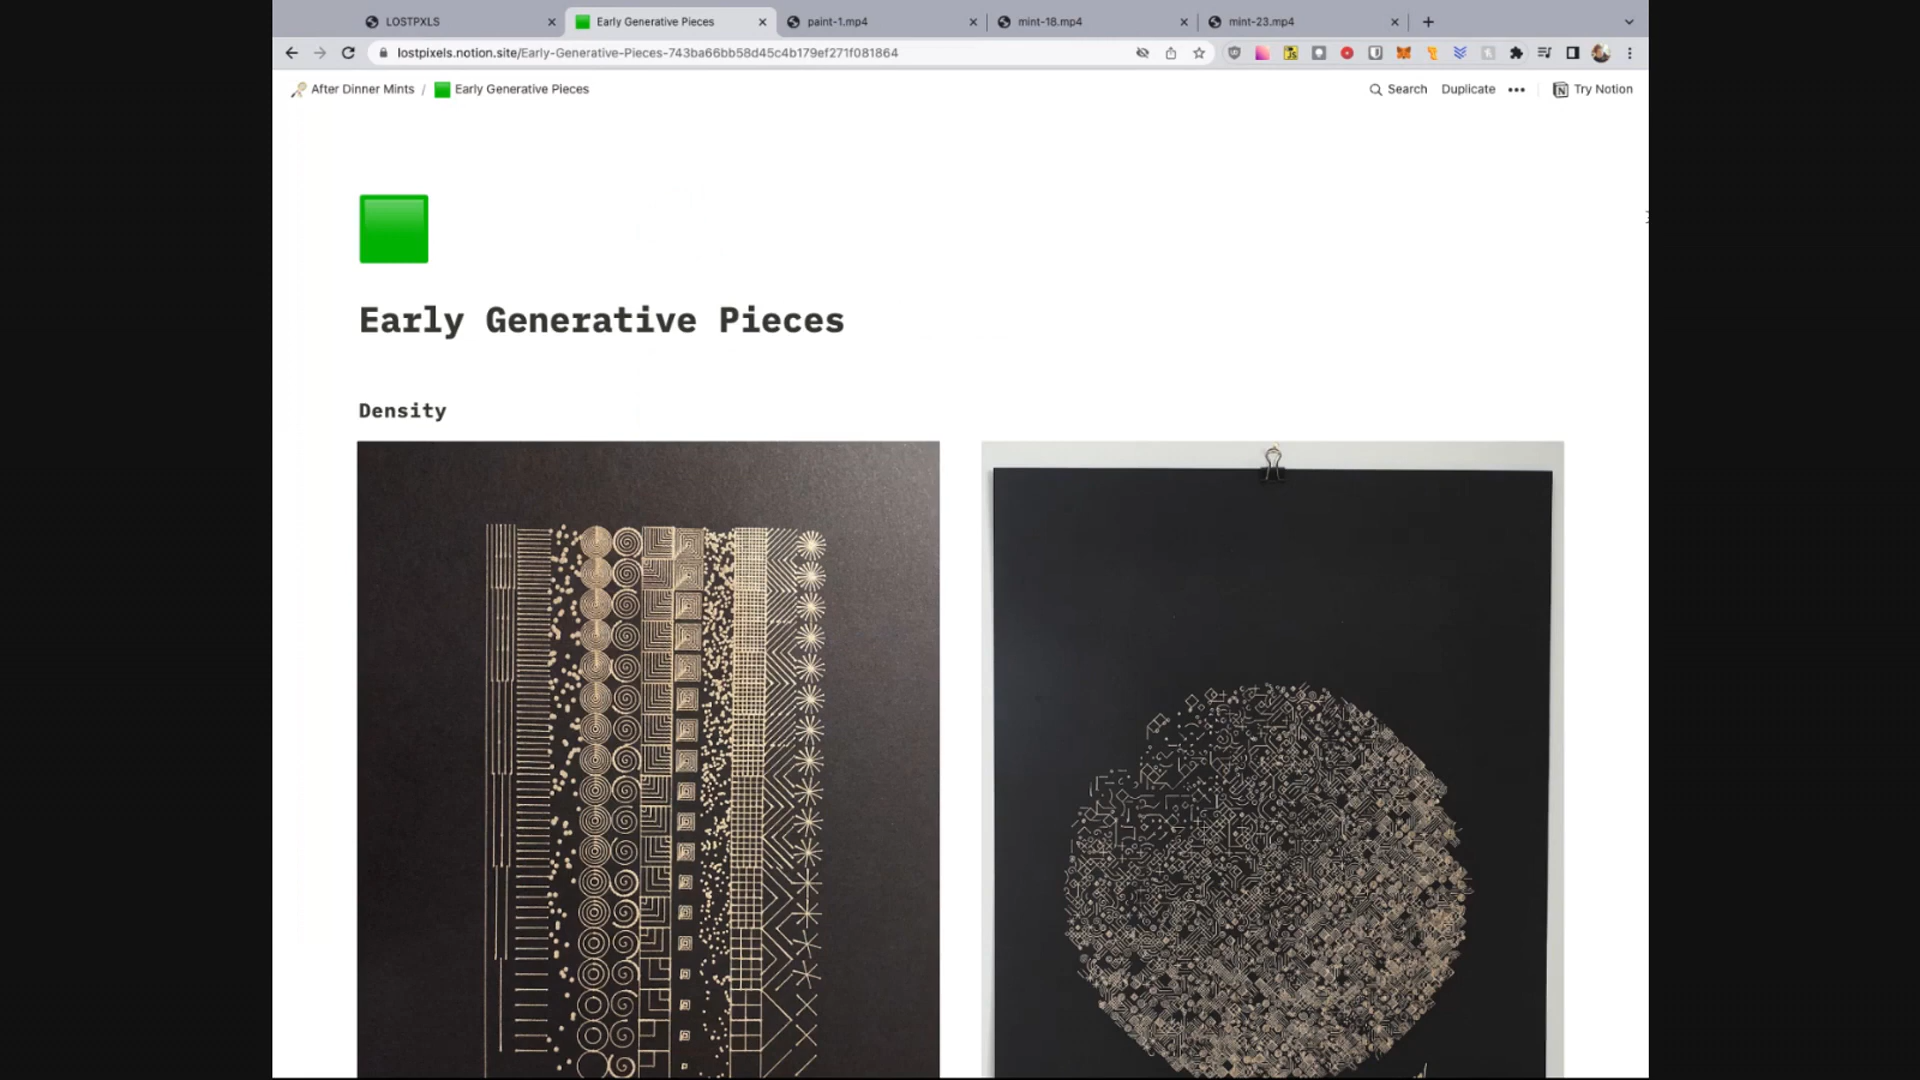 LOSTPXLS
Early Generative Pieces
paint-1.mp4
mint-18.mp4
mint-23.mp4
lostpixels.notion.site/Early-Generative-Pieces-743ba66bb58d45c4b179ef271f081864
After Dinner Mints / Early Generative Pieces
Search
Duplicate
Try Notion
Early Generative Pieces
Density